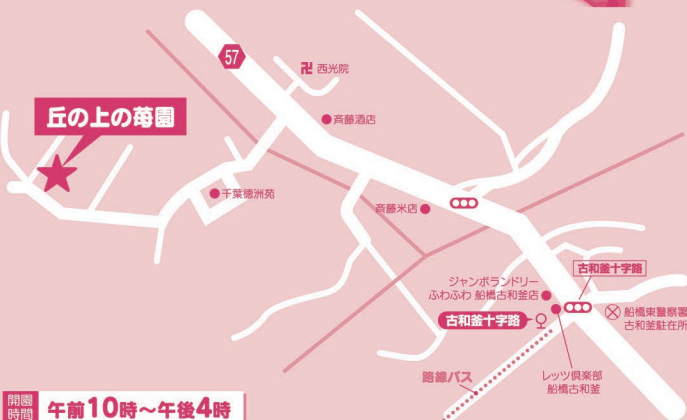 57
卍 西光院
丘の上の苺園
斉藤酒店
千葉徳洲苑
斉藤米店
ジャンボランドリー
ふわふわ 船橋古和釜店
古和釜十字路
古和釜十字路
船橋東警察署
古和釜駐在所
路線バス
レッツ倶楽部
船橋古和釜
開園
時間
午前10時～午後4時